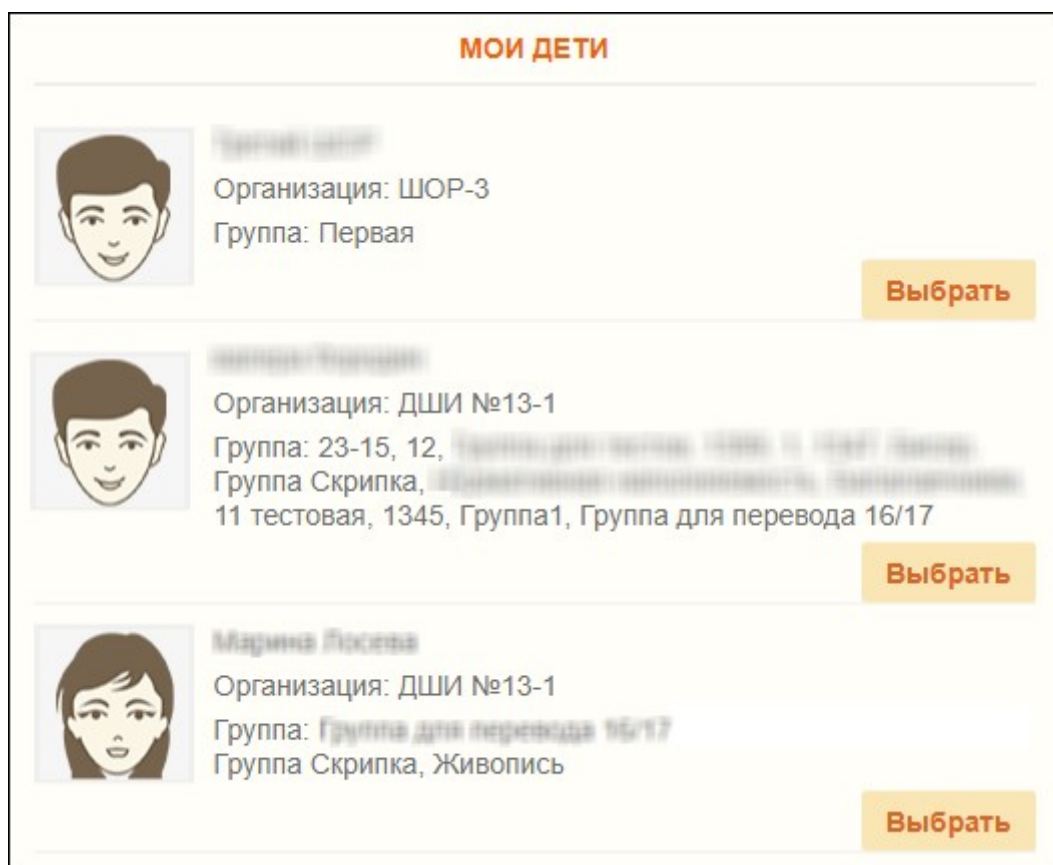 МОИ ДЕТИ
Организация: ШОР-3
Группа: Первая
Выбрать
Организация: ДШИ №13-1
Группа: 23-15, 12,
Группа Скрипка,
11 тестовая, 1345, Группа1, Группа для перевода 16/17
Выбрать
Организация: ДШИ №13-1
Группа:
Группа Скрипка, Живопись
Выбрать